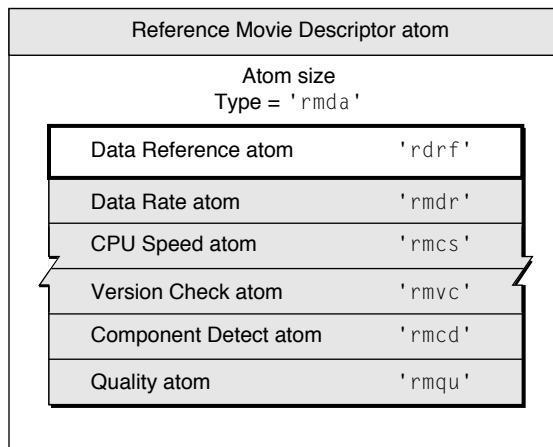 Reference Movie Descriptor atom
Atom size
Type = 'rmda'
Data Reference atom 'rdrf'
Data Rate atom 'rmdr'
CPU Speed atom 'rmcs'
Version Check atom 'rmvc'
Component Detect atom 'rmcd'
Quality atom 'rmqu'